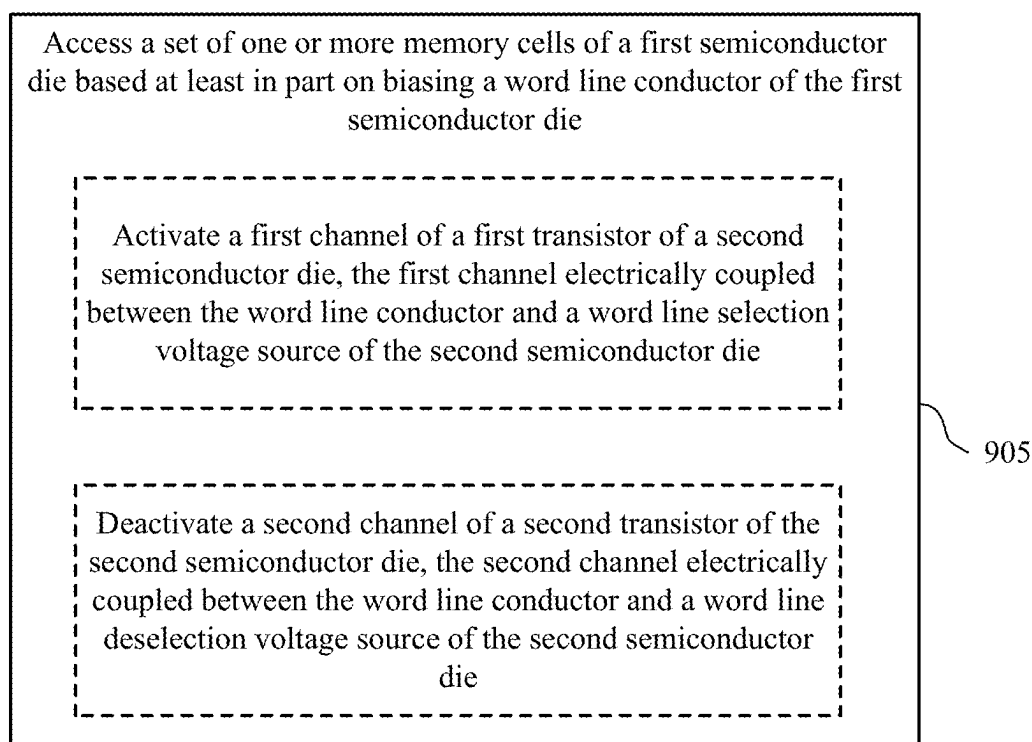 Access a set of one or more memory cells of a first semiconductor
die based at least in part on biasing a word line conductor of the first
semiconductor die
Activate a first channel of a first transistor of a second
semiconductor die, the first channel electrically coupled
between the word line conductor and a word line selection
voltage source of the second semiconductor die
905
Deactivate a second channel of a second transistor of the
second semiconductor die, the second channel electrically
coupled between the word line conductor and a word line
deselection voltage source of the second semiconductor
die